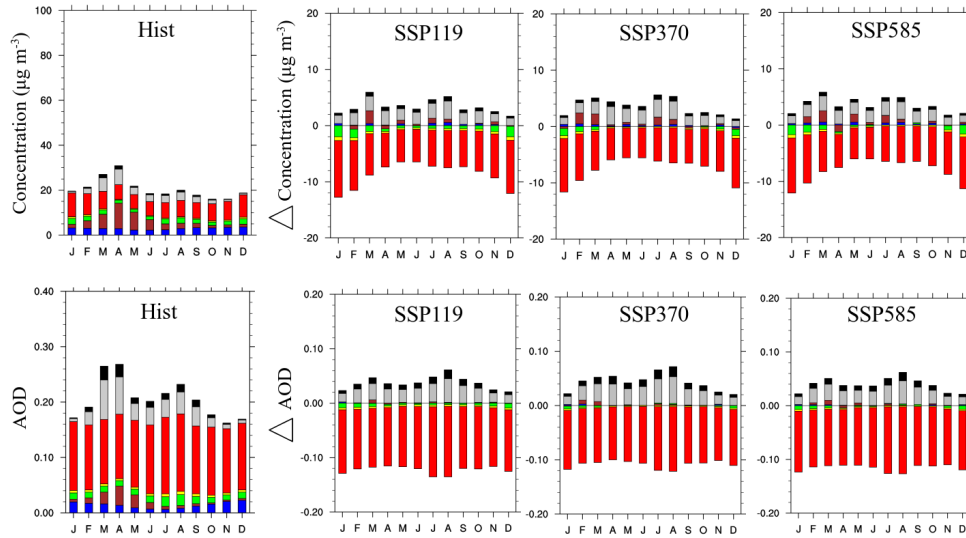 Hist
Concentration (μg m⁻³)
100
80
60
40
20
0
J F M A M J J A S O N D
SSP119
△ Concentration (μg m⁻³)
20
10
0
-10
-20
J F M A M J J A S O N D
SSP370
20
10
0
-10
-20
J F M A M J J A S O N D
SSP585
20
10
0
-10
-20
J F M A M J J A S O N D
Hist
AOD
0.40
0.30
0.20
0.10
0.00
J F M A M J J A S O N D
SSP119
△ AOD
0.20
0.10
0.00
-0.10
-0.20
J F M A M J J A S O N D
SSP370
0.20
0.10
0.00
-0.10
-0.20
J F M A M J J A S O N D
SSP585
0.20
0.10
0.00
-0.10
-0.20
J F M A M J J A S O N D